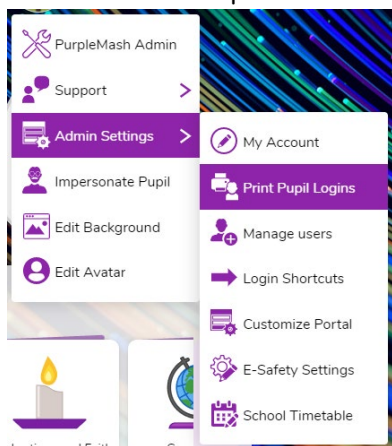 PurpleMash Admin
Support
Admin Settings
Impersonate Pupil
Edit Background
Edit Avatar
My Account
Print Pupil Logins
Manage users
Login Shortcuts
Customize Portal
E-Safety Settings
School Timetable